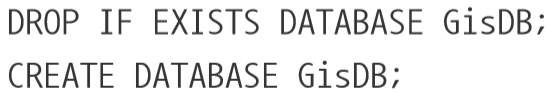 DROP IF EXISTS DATABASE GisDB;
CREATE DATABASE GisDB;